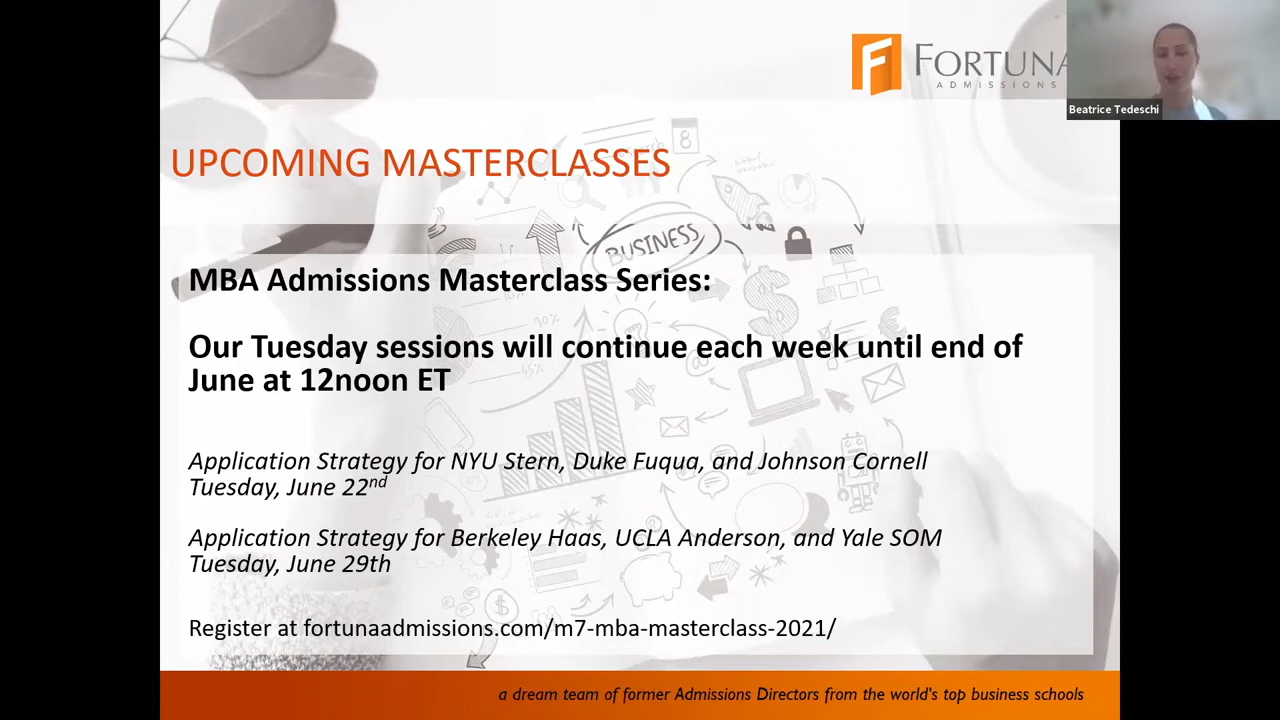 FORTUNA
ADMISSIONS
Beatrice Tedeschi
UPCOMING MASTERCLASSES
8
BUSINESS
MBA Admissions Masterclass Series:
Our Tuesday sessions will continue each week until end of
June at 12noon ET
Application Strategy for NYU Stern, Duke Fuqua, and Johnson Cornell
Tuesday, June 22nd
Application Strategy for Berkeley Haas, UCLA Anderson, and Yale SOM
Tuesday, June 29th
Register at fortunaadmissions.com/m7-mba-masterclass-2021/
a dream team of former Admissions Directors from the world's top business schools